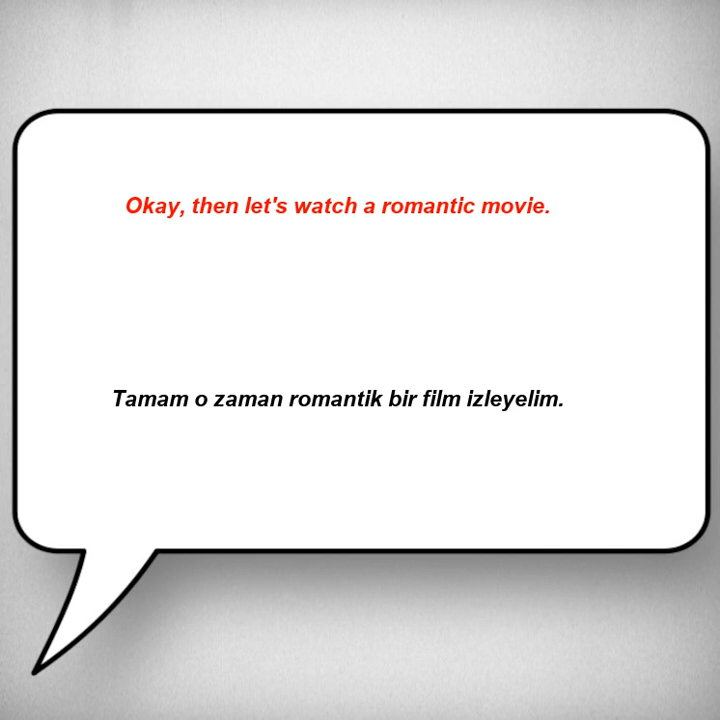 Okay, then let's watch a romantic movie.
Tamam o zaman romantik bir film izleyelim.